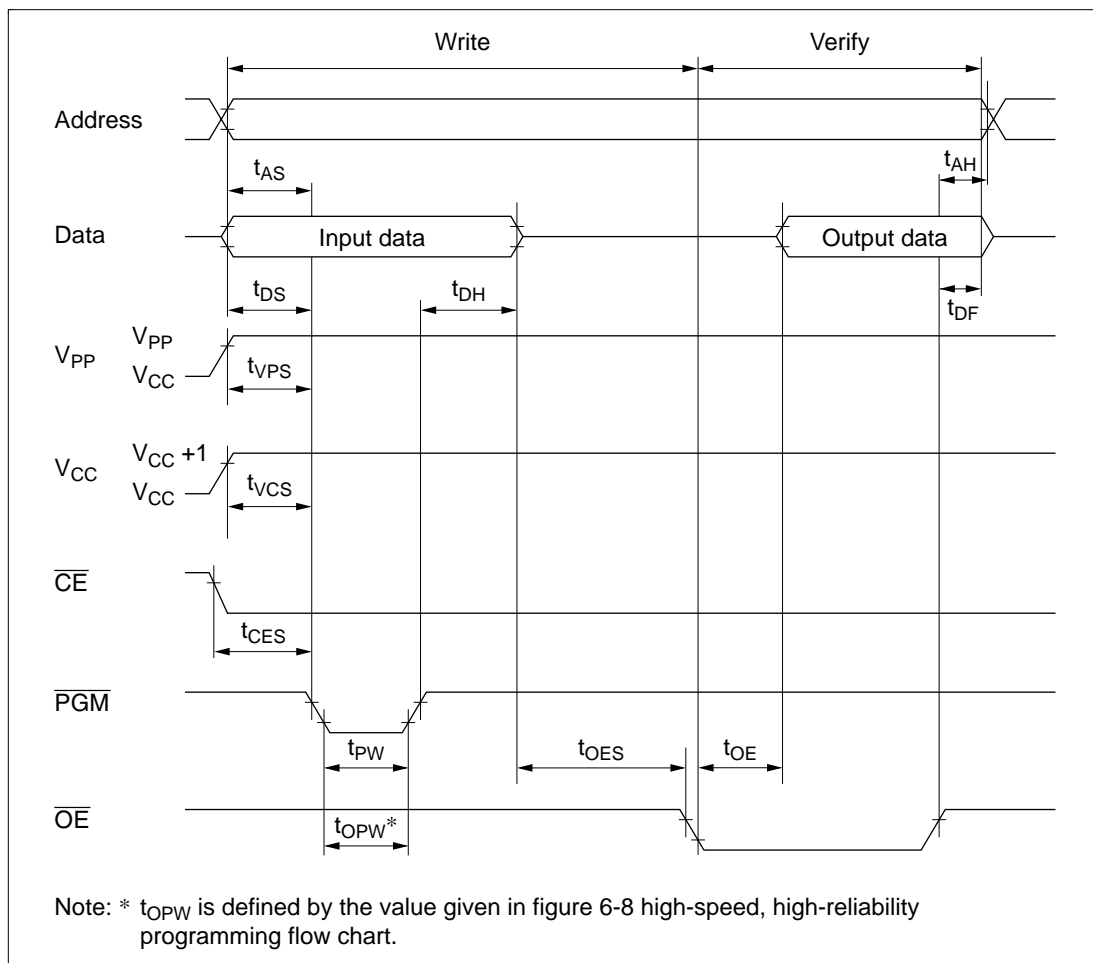 Write
Verify
Address
tAS
tAH
Data
Input data
Output data
tDS
tDH
tDF
VPP
VPP
VCC
tVPS
VCC
VCC +1
VCC
tVCS
CE
tCES
PGM
tPW
tOES
tOE
OE
tOPW*
Note: * tOPW is defined by the value given in figure 6-8 high-speed, high-reliability
programming flow chart.